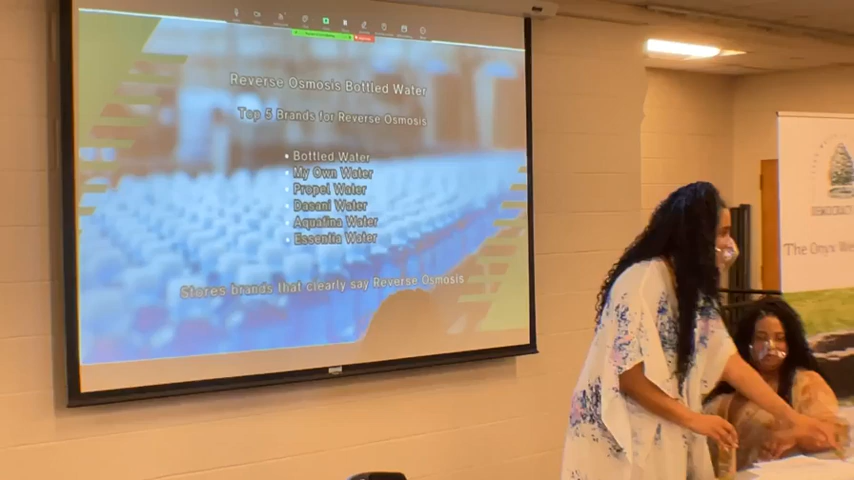 Reverse Osmosis Bottled Water
Top 5 Brands for Reverse Osmosis
• Bottled Water
• My Own Water
• Propel Water
• Dasani Water
• Aquafina Water
• Essentia Water
Stores brands that clearly say Reverse Osmosis
DEMOCRACY
The Onyx